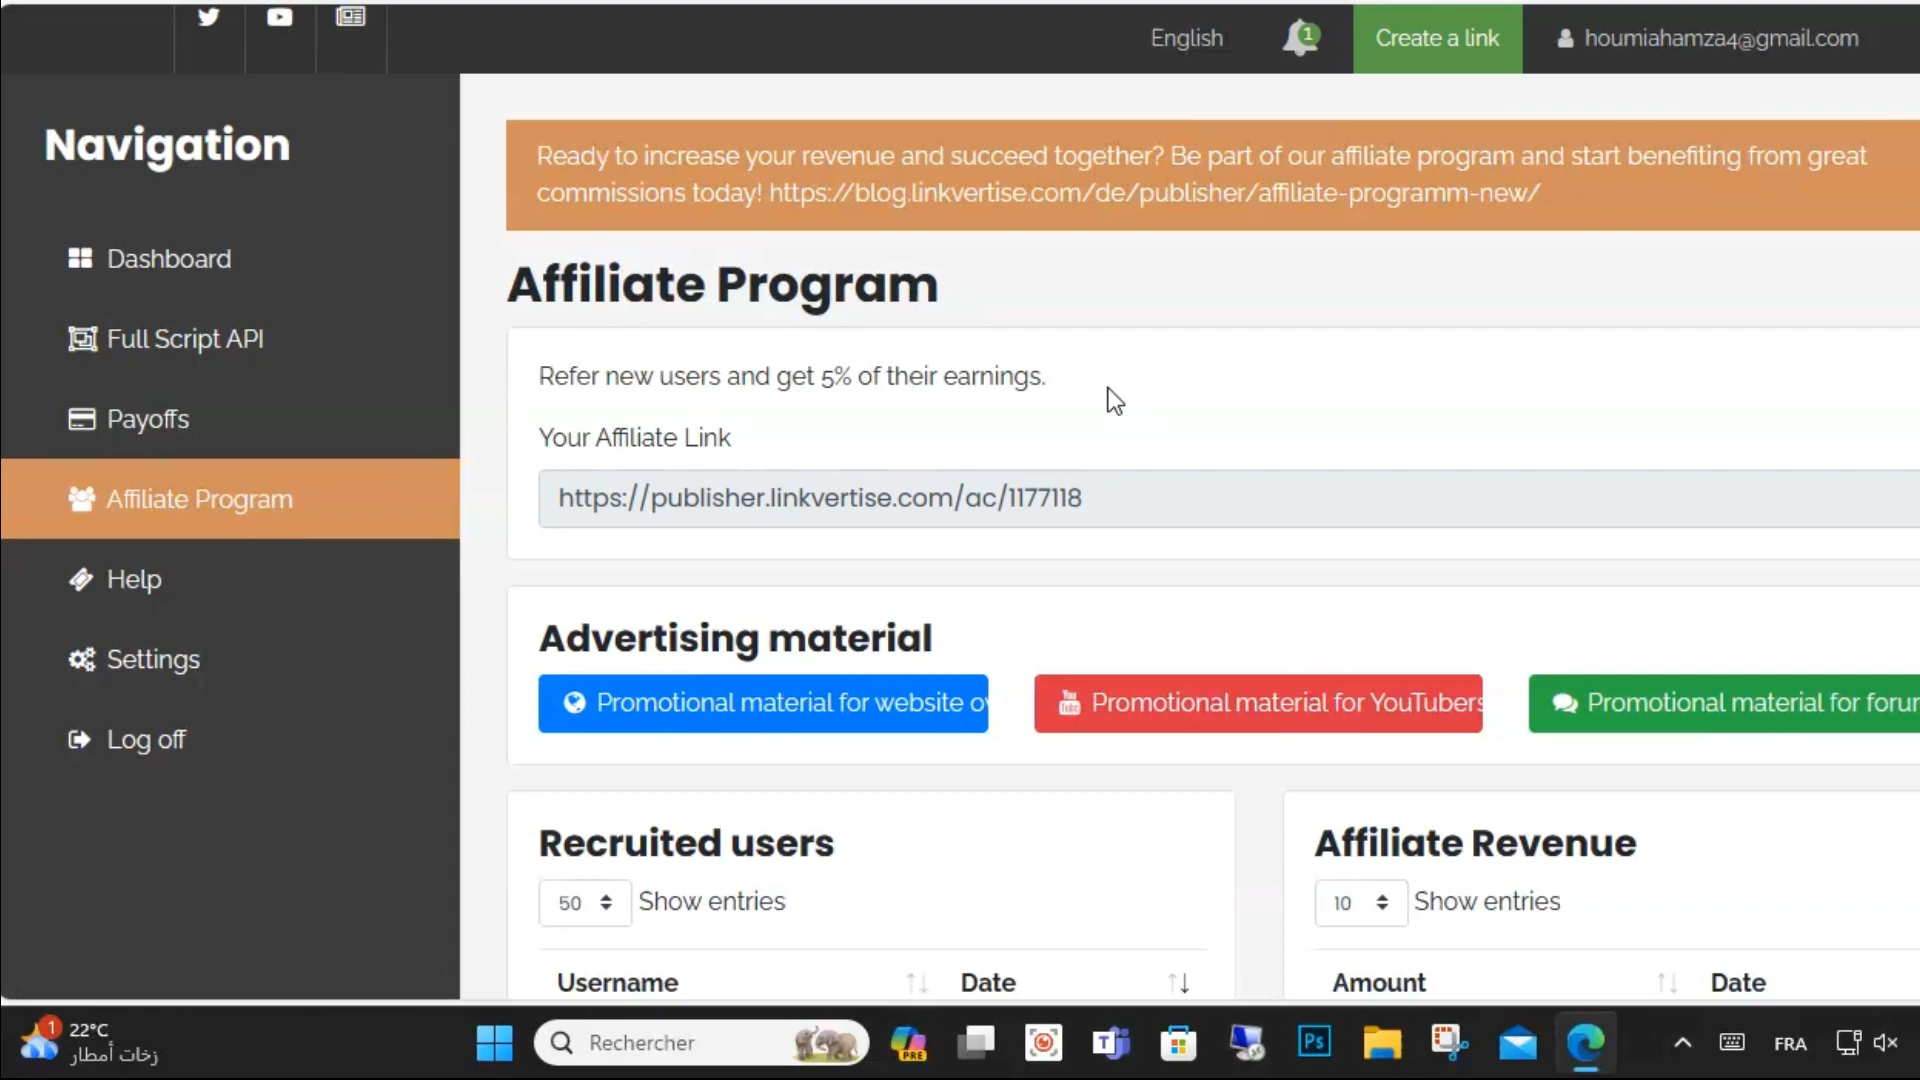 English
1
Create a link
houmiahamza4@gmail.com
Navigation
Dashboard
Full Script API
Payoffs
Affiliate Program
Help
Settings
Log off
Ready to increase your revenue and succeed together? Be part of our affiliate program and start benefiting from great
commissions today! https://blog.linkvertise.com/de/publisher/affiliate-programm-new/
Affiliate Program
Refer new users and get 5% of their earnings.
Your Affiliate Link
https://publisher.linkvertise.com/ac/1177118
Advertising material
Promotional material for website
Promotional material for YouTubers
Promotional material for
Recruited users
50 Show entries
Username Date
Affiliate Revenue
10 Show entries
Amount Date
1
22°C
زخات أمطار
Rechercher
PRE
T
Ps
FRA